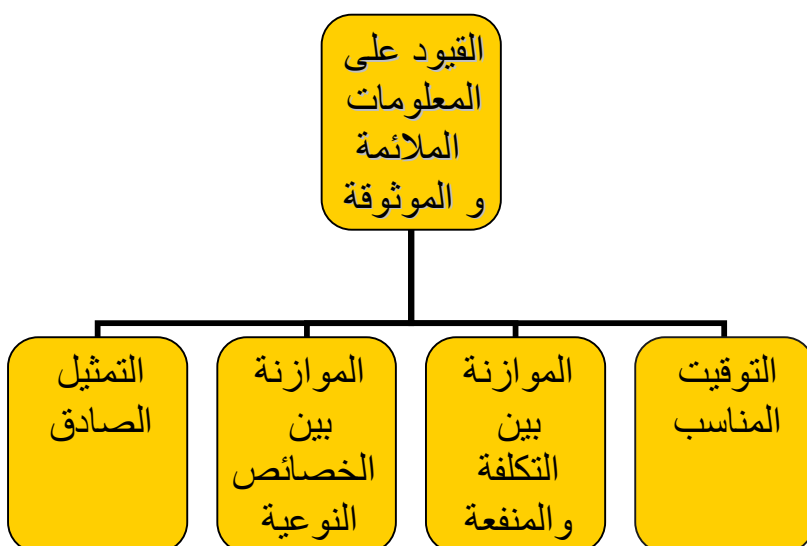 القيود على
المعلومات
الملائمة
و الموثوقة
التوقيت
المناسب
الموازنة
بين
التكلفة
والمنفعة
الموازنة
بين
الخصائص
النوعية
التمثيل
الصادق